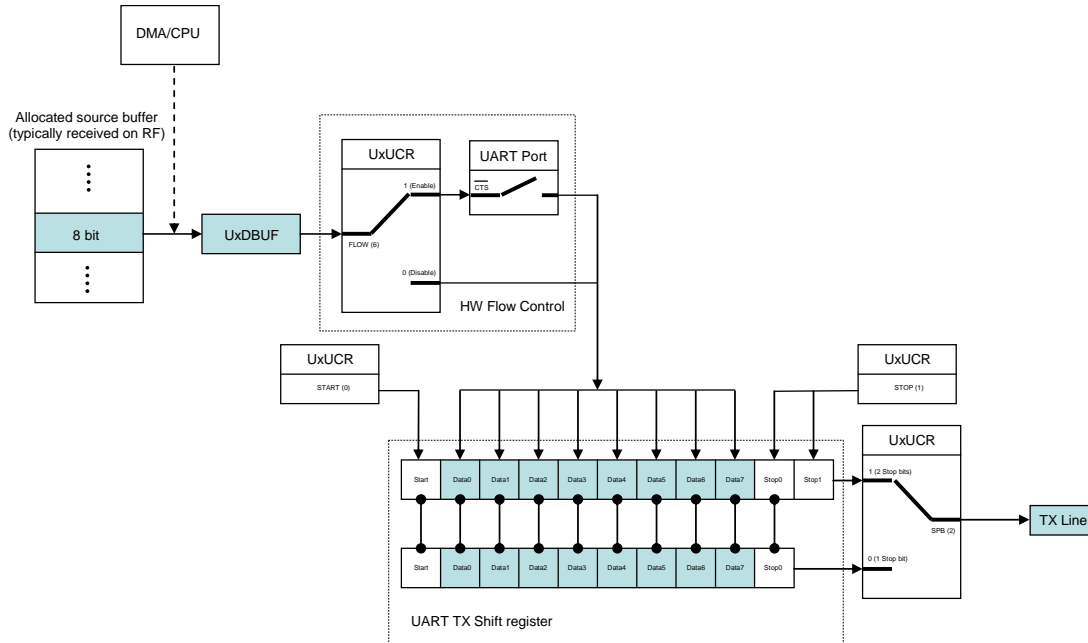 DMA/CPU
Allocated source buffer
(typically received on RF)
8 bit
UxDBUF
UxUCR
1 (Enable)
FLOW (6)
0 (Disable)
UART Port
CTS
HW Flow Control
UxUCR
START (0)
UxUCR
STOP (1)
Start Data0 Data1 Data2 Data3 Data4 Data5 Data6 Data7 Stop0 Stop1
Start Data0 Data1 Data2 Data3 Data4 Data5 Data6 Data7 Stop0
UART TX Shift register
UxUCR
1 (2 Stop bits)
SPB (2)
0 (1 Stop bit)
TX Line